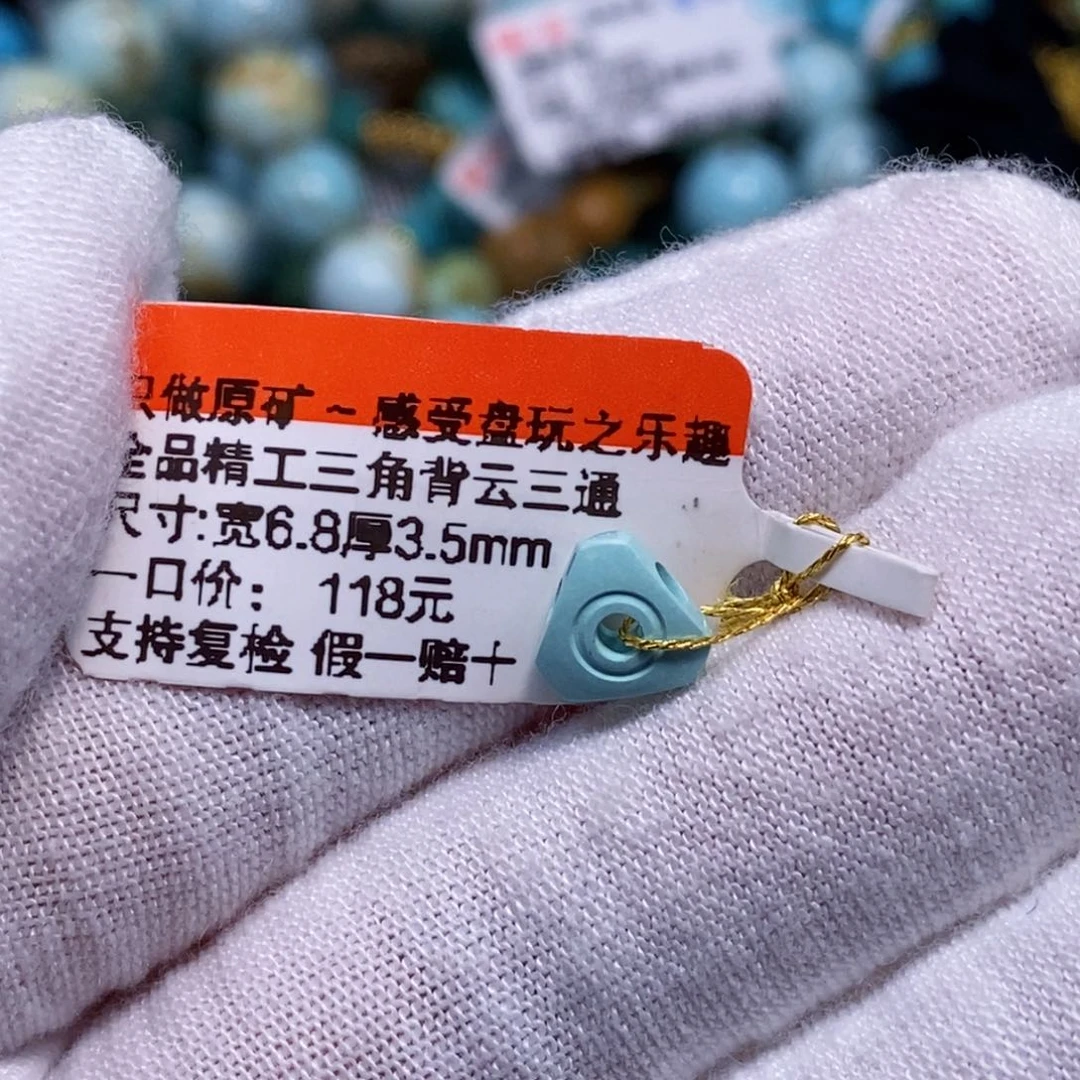 只做原矿~感受盘玩之乐趣
全品精工三角背云三通
尺寸:宽6.8厚3.5mm
一口价: 118元
支持复检 假一赔十